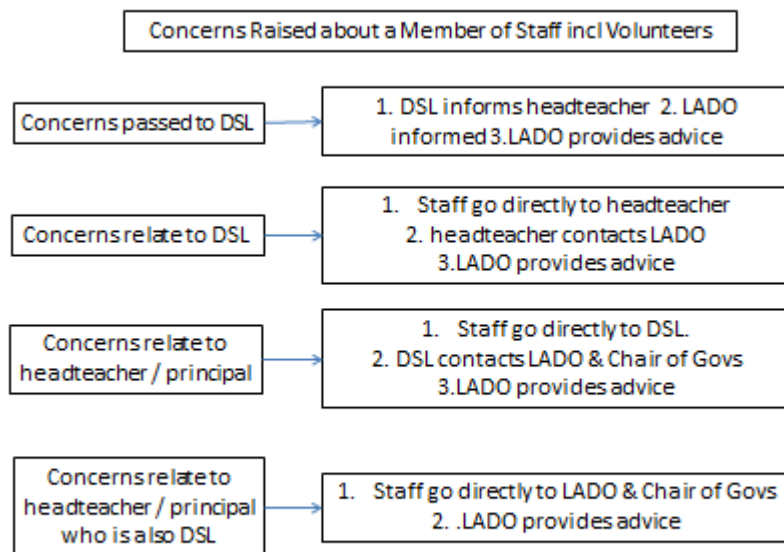 Concerns Raised about a Member of Staff incl Volunteers
Concerns passed to DSL
1. DSL informs headteacher 2. LADO
informed 3.LADO provides advice
Concerns relate to DSL
1. Staff go directly to headteacher
2. headteacher contacts LADO
3.LADO provides advice
Concerns relate to
headteacher / principal
1. Staff go directly to DSL.
2. DSL contacts LADO & Chair of Govs
3.LADO provides advice
Concerns relate to
headteacher / principal
who is also DSL
1. Staff go directly to LADO & Chair of Govs
2. .LADO provides advice